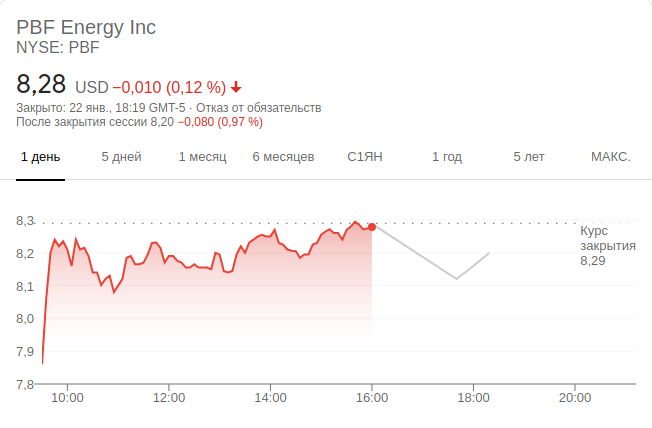 PBF Energy Inc
NYSE: PBF
8,28 USD −0,010 (0,12 %)
Закрыто: 22 янв., 18:19 GMT-5 · Отказ от обязательств
После закрытия сессии 8,20 −0,080 (0,97 %)
1 день 5 дней 1 месяц 6 месяцев С1ЯН 1 год 5 лет МАКС.
8,3
Курс
закрытия
8,29
8,2
8,1
8,0
7,9
7,8
10:00 12:00 14:00 16:00 18:00 20:00